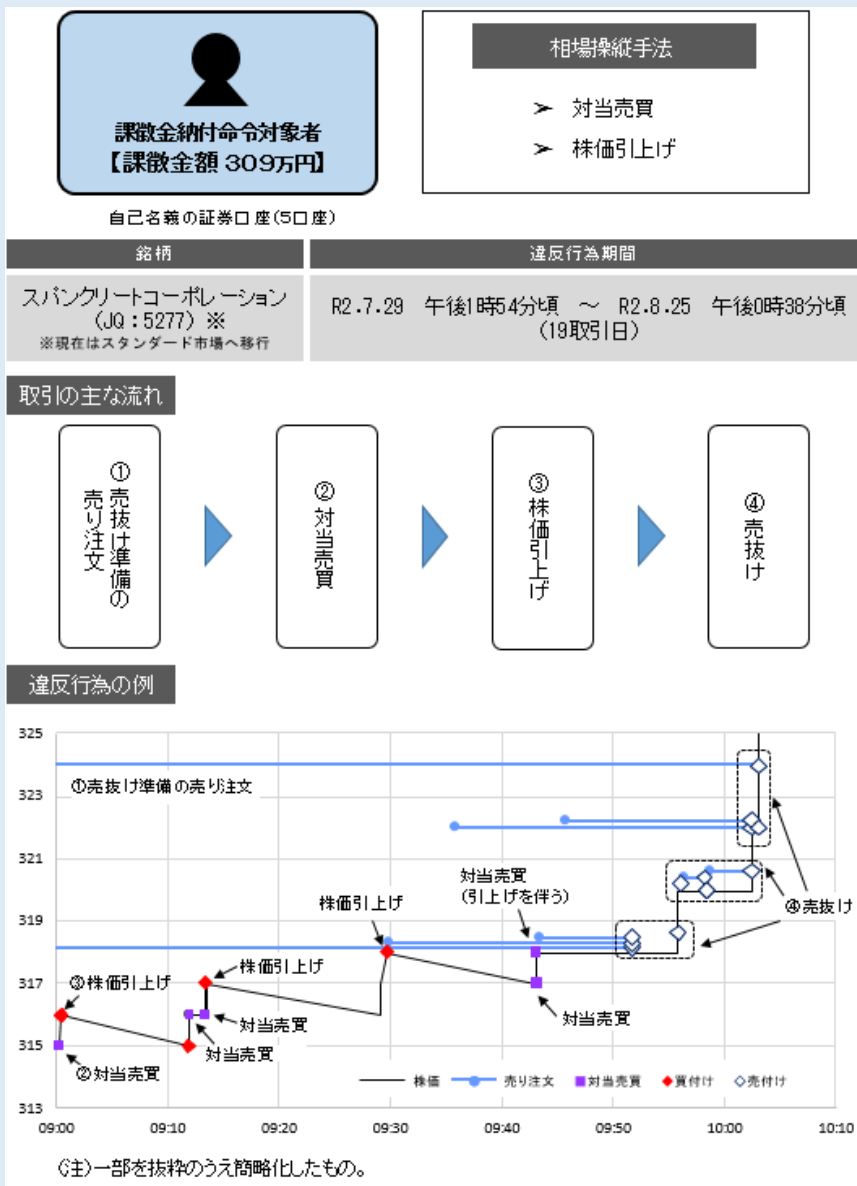 課徴金納付命令対象者
【課徴金額 309万円】
自己名義の証券口座(5口座)
相場操縦手法
➤ 対当売買
➤ 株価引上げ
銘柄
違反行為期間
スパンクリートコーポレーション
(JQ:5277) ※
※現在はスタンダード市場へ移行
R2.7.29 午後1時54分頃 ~ R2.8.25 午後0時38分頃
(19取引日)
取引の主な流れ
①売抜け準備の
売り注文
②対当売買
③株価引上げ
④売抜け
違反行為の例
325
323
321
319
317
315
313
①売抜け準備の売り注文
対当売買
(引上げを伴う)
④売抜け
株価引上げ
株価引上げ
③株価引上げ
対当売買
対当売買
対当売買
②対当売買
株価 売り注文 対当売買 買付け 売付け
09:00 09:10 09:20 09:30 09:40 09:50 10:00 10:10
(注)一部を抜粋のうえ簡略化したもの。